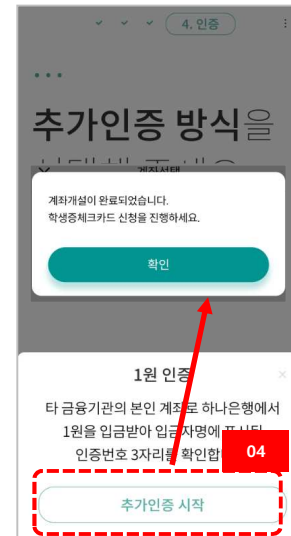 4. 인증
추가인증 방식을
계좌선택
계좌개설이 완료되었습니다.
학생증체크카드 신청을 진행하세요.
확인
1원 인증
타 금융기관의 본인 계좌로 하나은행에서
1원을 입금받아 입금자명에 표시된
인증번호 3자리를 확인합
04
추가인증 시작